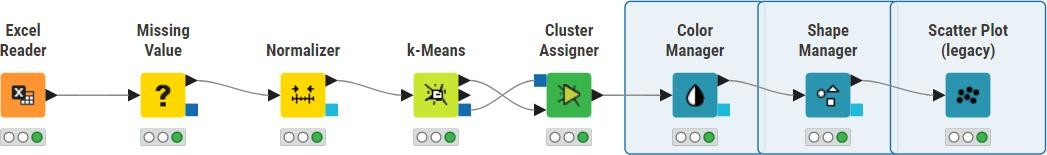 Excel
Reader
Missing
Value
Normalizer
k-Means
Cluster
Assigner
Color
Manager
Shape
Manager
Scatter Plot
(legacy)
X
?